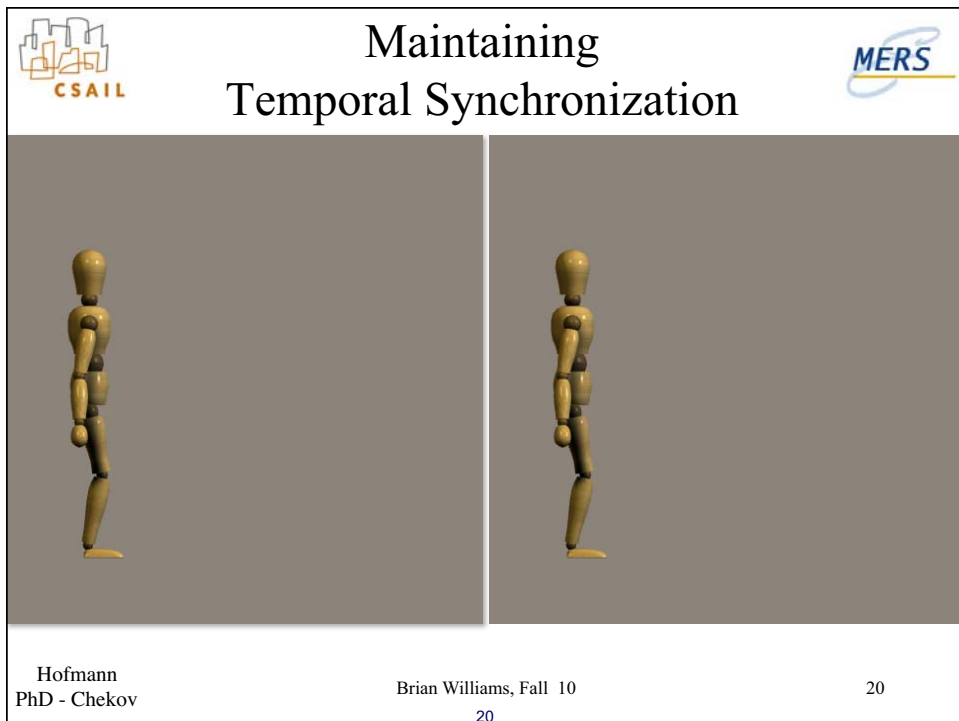 CSAIL
Maintaining
Temporal Synchronization
MERS
Hofmann
PhD - Chekov
Brian Williams, Fall 10
20
20